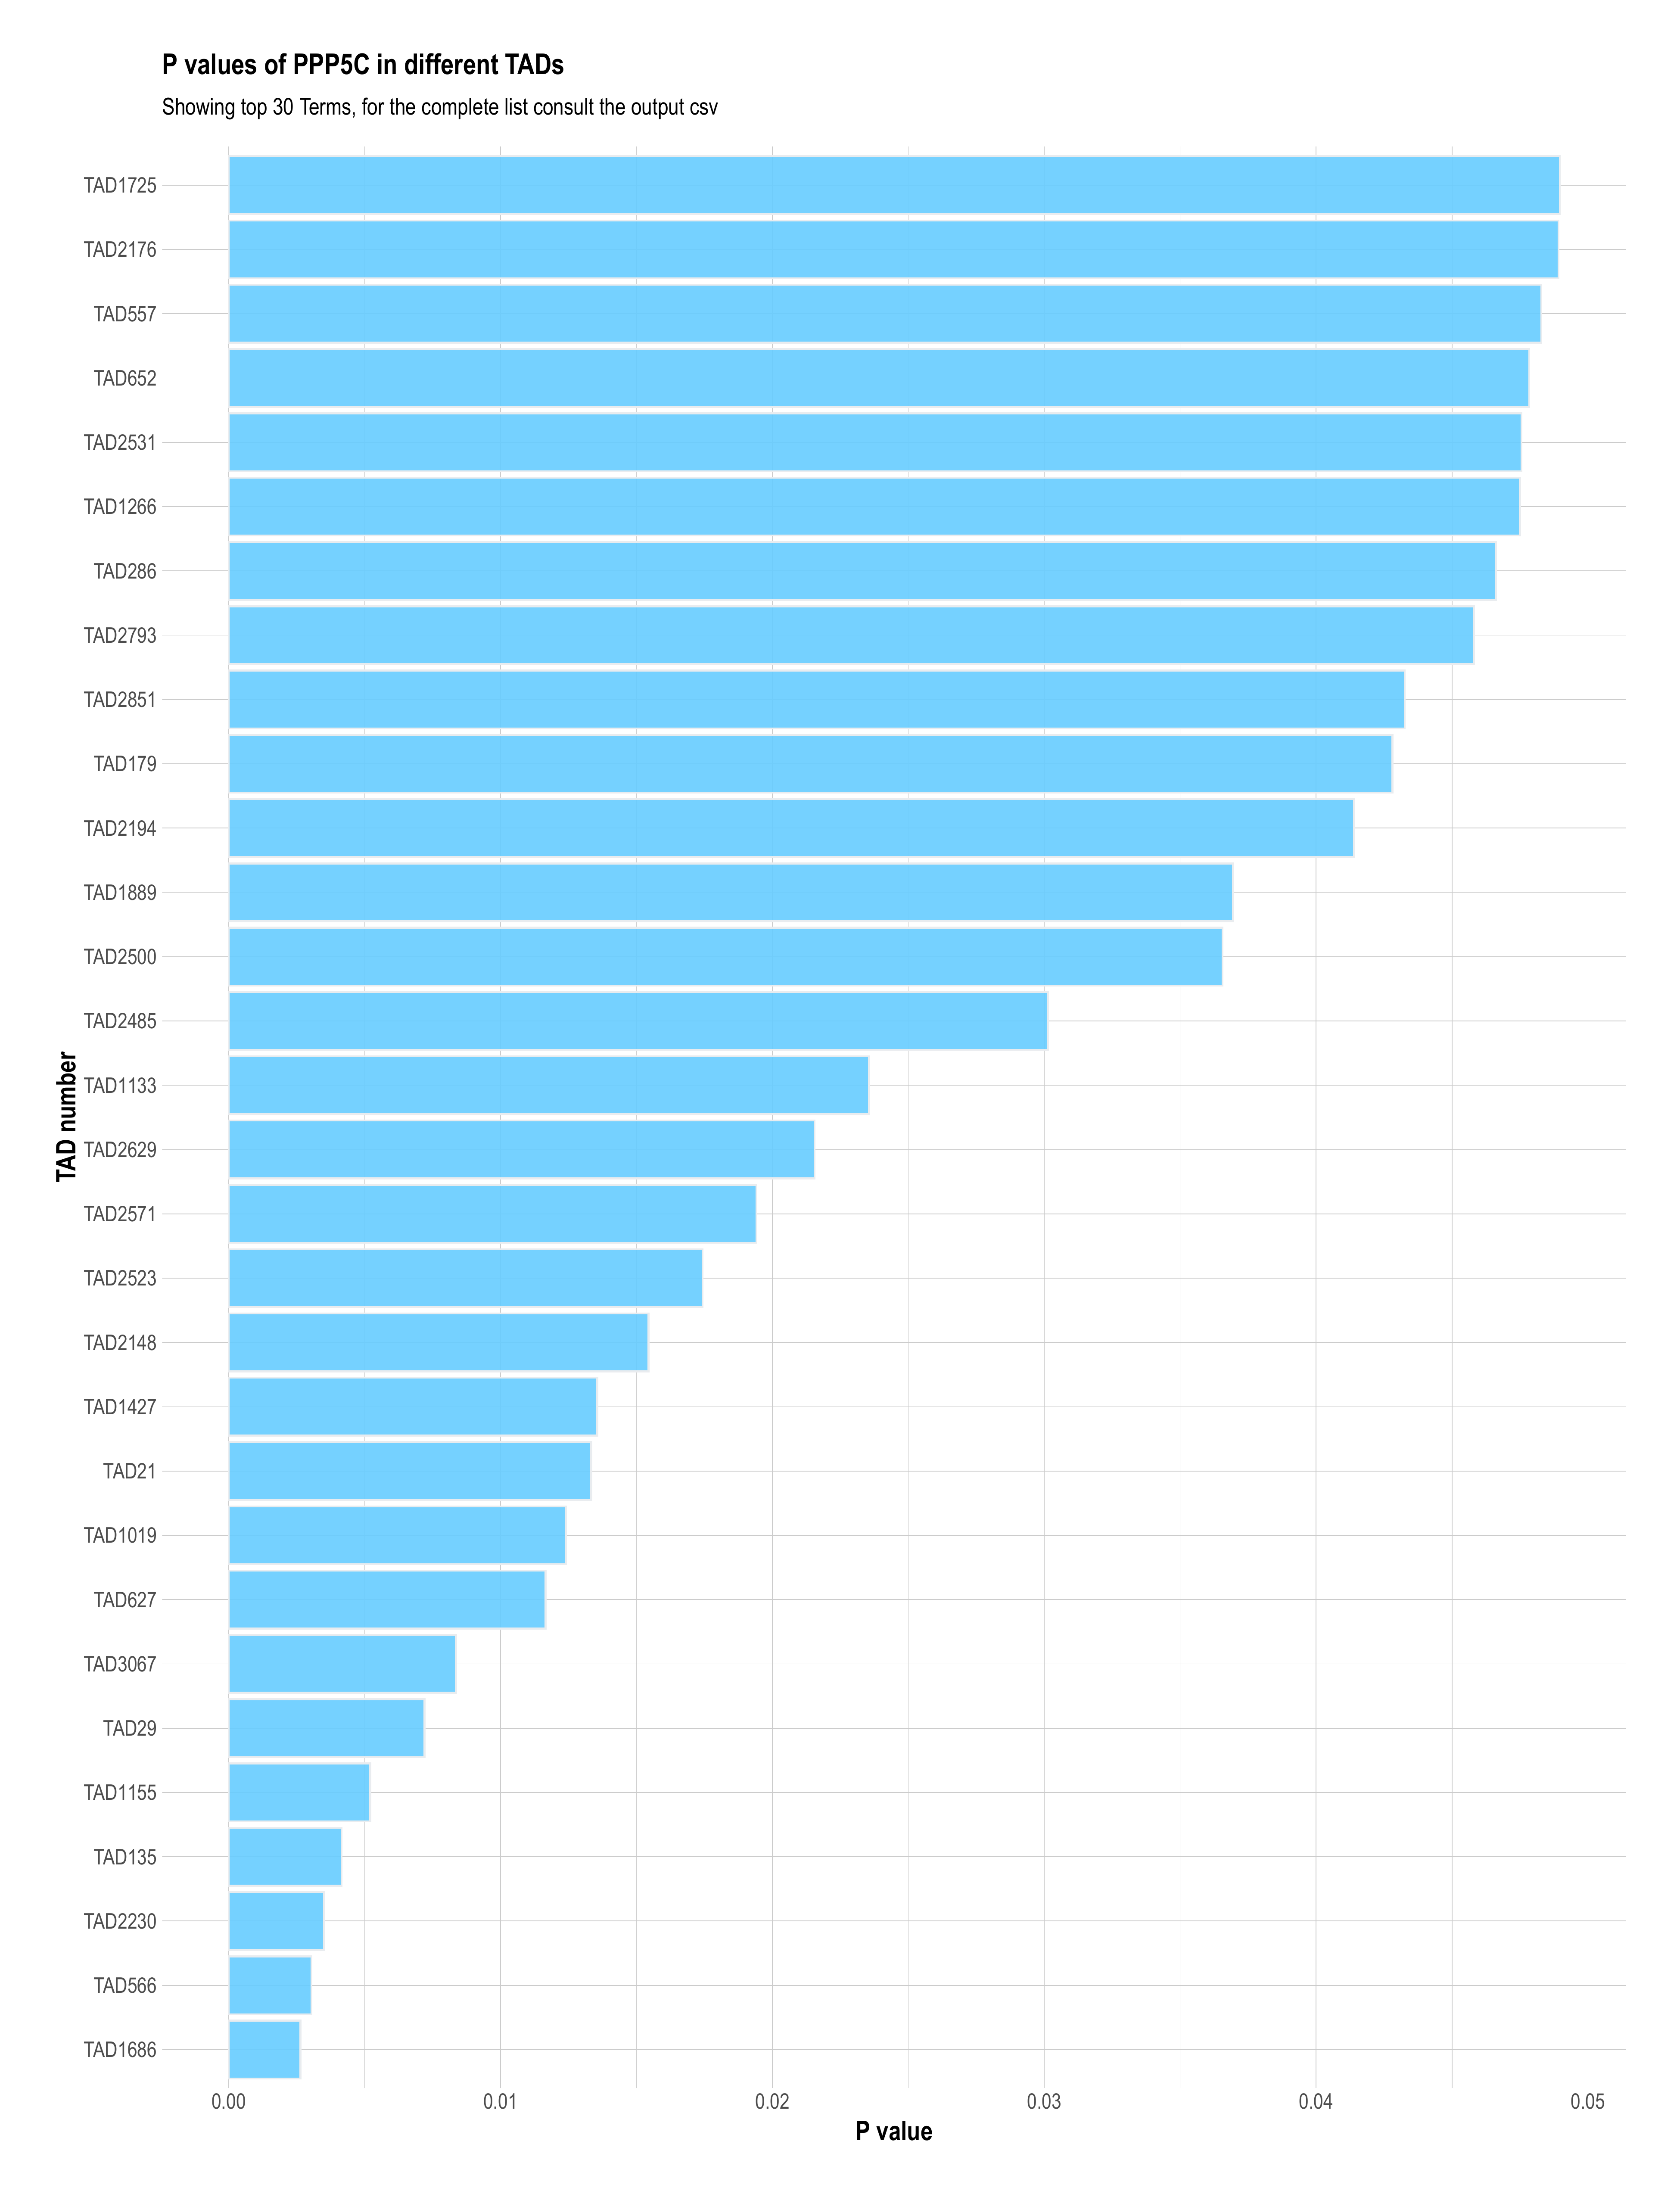 P values of PPP5C in different TADs
Showing top 30 Terms, for the complete list consult the output csv
TAD1725
TAD2176
TAD557
TAD652
TAD2531
TAD1266
TAD286
TAD2793
TAD2851
TAD179
TAD2194
TAD1889
TAD2500
TAD2485
TAD1133
TAD2629
TAD2571
TAD2523
TAD2148
TAD1427
TAD21
TAD1019
TAD627
TAD3067
TAD29
TAD1155
TAD135
TAD2230
TAD566
TAD1686
TAD number
0.00 0.01 0.02 0.03 0.04 0.05
P value